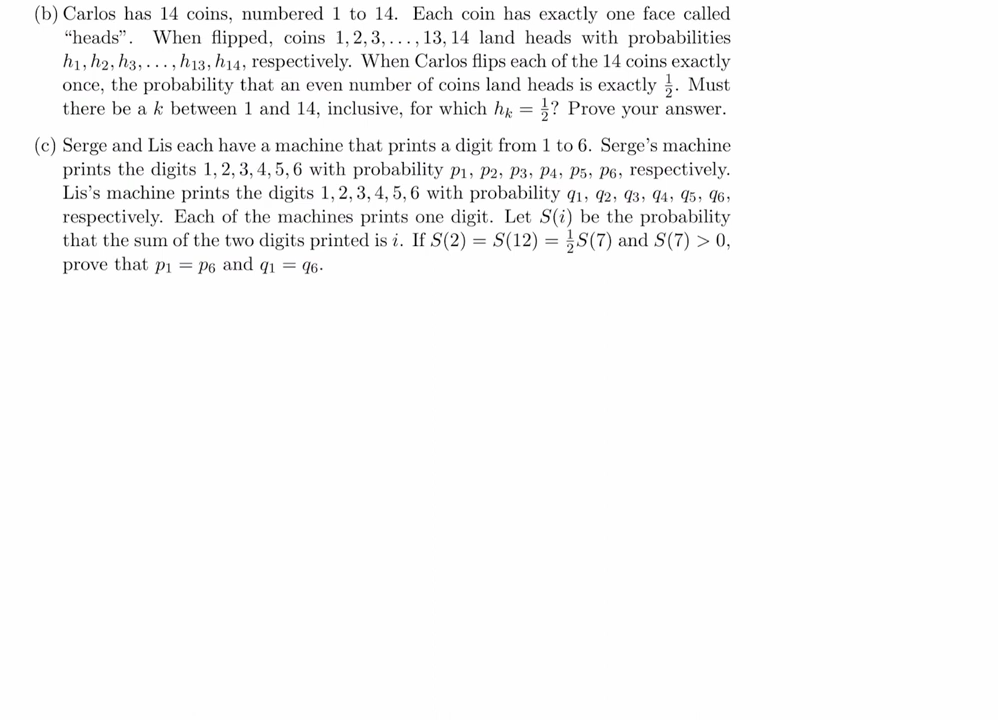 (b) Carlos has 14 coins, numbered 1 to 14. Each coin has exactly one face called
“heads”. When flipped, coins 1, 2, 3, . . . , 13, 14 land heads with probabilities
h₁, h₂, h₃, . . . , h₁₃, h₁₄, respectively. When Carlos flips each of the 14 coins exactly
once, the probability that an even number of coins land heads is exactly ½. Must
there be a k between 1 and 14, inclusive, for which hₖ = ½? Prove your answer.
(c) Serge and Lis each have a machine that prints a digit from 1 to 6. Serge’s machine
prints the digits 1, 2, 3, 4, 5, 6 with probability p₁, p₂, p₃, p₄, p₅, p₆, respectively.
Lis’s machine prints the digits 1, 2, 3, 4, 5, 6 with probability q₁, q₂, q₃, q₄, q₅, q₆,
respectively. Each of the machines prints one digit. Let S(i) be the probability
that the sum of the two digits printed is i. If S(2) = S(12) = ½S(7) and S(7) > 0,
prove that p₁ = p₆ and q₁ = q₆.